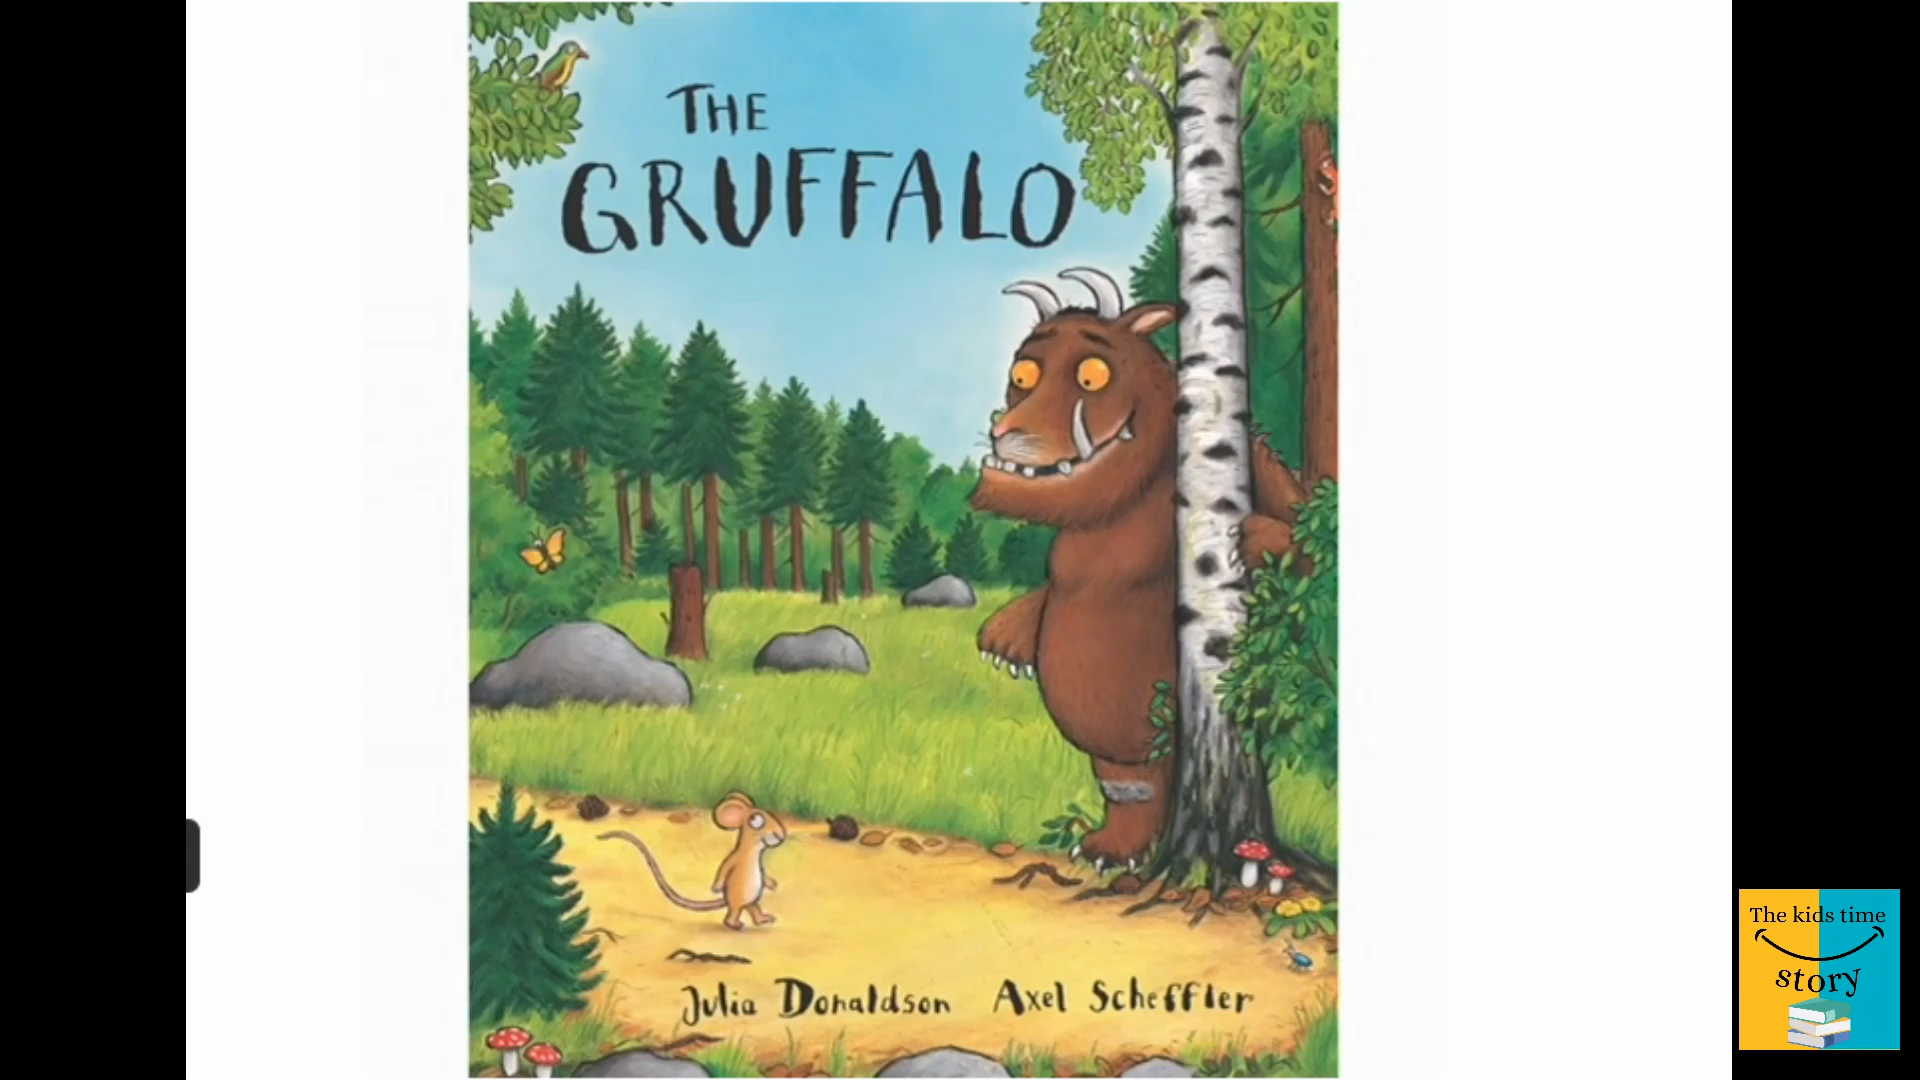 THE
GRUFFALO
Julia Donaldson Axel Scheffler
The kids time
story